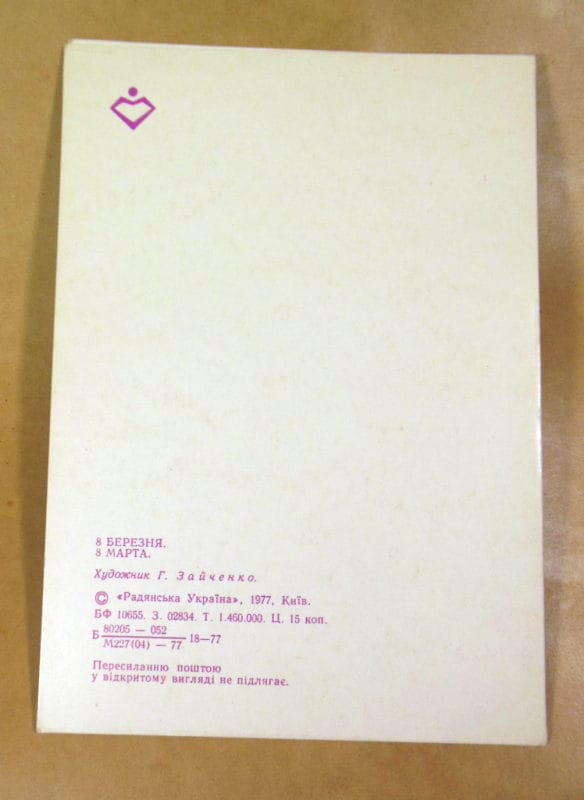 8 БЕРЕЗНЯ.
8 МАРТА.
Художник Г. Зайченко.
© «Радянська Україна», 1977, Київ.
БФ 10655. З. 02834. Т. 1.460.000. Ц. 15 коп.
Б 80205 — 052
М227(04) — 77 18—77
Пересиланню поштою
у відкритому вигляді не підлягає.